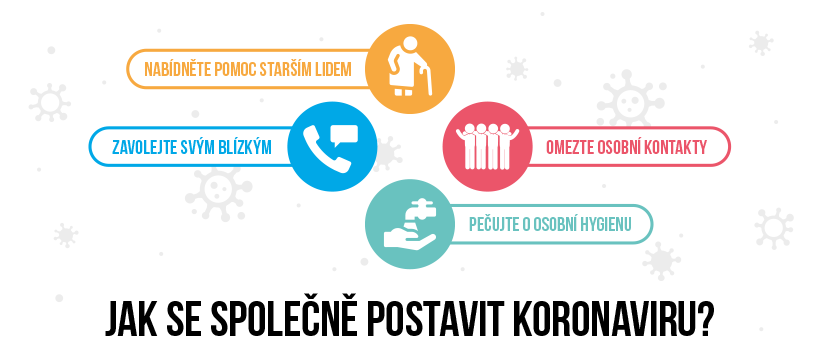 NABÍDNĚTE POMOC STARŠÍM LIDEM
ZAVOLEJTE SVÝM BLÍZKÝM
OMEZTE OSOBNÍ KONTAKTY
PEČUJTE O OSOBNÍ HYGIENU
JAK SE SPOLEČNĚ POSTAVIT KORONAVIRU?